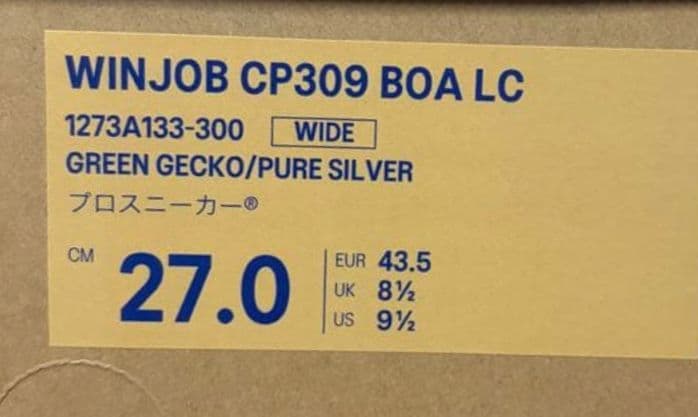 WINJOB CP309 BOA LC
1273A133-300 WIDE
GREEN GECKO/PURE SILVER
プロスニーカー®
CM 27.0
EUR 43.5
UK 8½
US 9½